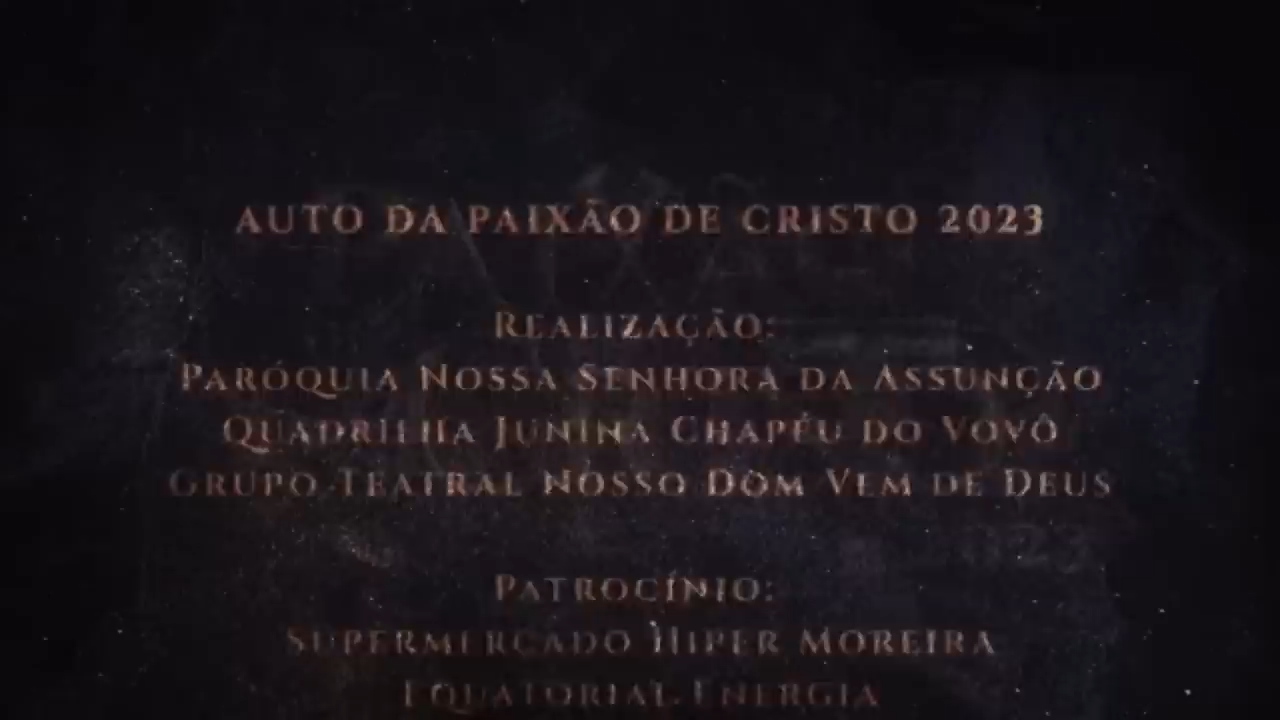 AUTO DA PAIXÃO DE CRISTO 2023
REALIZAÇÃO:
PARÓQUIA NOSSA SENHORA DA ASSUNÇÃO
QUADRILHA JUNINA CHAPÉU DO VOVÔ
GRUPO TEATRAL NOSSO DOM VEM DE DEUS
PATROCÍNIO:
SUPERMERCADO HIPER MOREIRA
EQUATORIAL ENERGIA